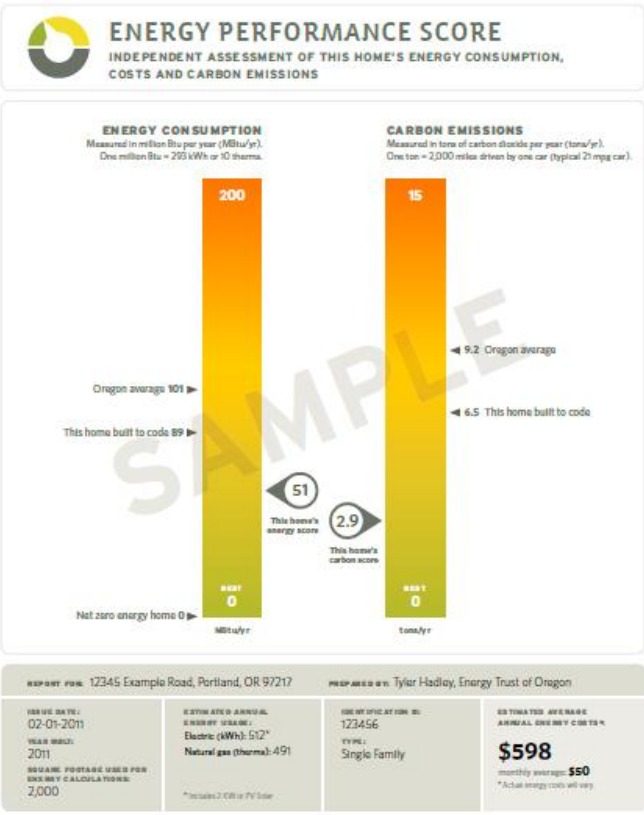 ENERGY PERFORMANCE SCORE
INDEPENDENT ASSESSMENT OF THIS HOME'S ENERGY CONSUMPTION,
COSTS AND CARBON EMISSIONS
ENERGY CONSUMPTION
Measured in million Btu per year (MBtu/yr).
One million Btu = 293 kWh or 10 therms.
200
Oregon average 101
This home built to code 89
51
This home's
energy score
BEST
0
Net zero energy home 0
MBtu/yr
CARBON EMISSIONS
Measured in tons of carbon dioxide per year (tons/yr).
One ton = 2,000 miles driven by one car (typical 21 mpg car).
15
9.2 Oregon average
6.5 This home built to code
2.9
This home's
carbon score
BEST
0
tons/yr
SAMPLE
REPORT FOR: 12345 Example Road, Portland, OR 97217
PREPARED BY: Tyler Hadley, Energy Trust of Oregon
ISSUE DATE:
02-01-2011
YEAR BUILT:
2011
SQUARE FOOTAGE USED FOR
ENERGY CALCULATIONS:
2,000
ESTIMATED ANNUAL
ENERGY USAGE:
Electric (kWh): 512*
Natural gas (therms): 491
*Includes 2 KW in PV Solar
IDENTIFICATION #:
123456
TYPE:
Single Family
ESTIMATED AVERAGE
ANNUAL ENERGY COSTS*:
$598
monthly average: $50
*Actual energy costs will vary.